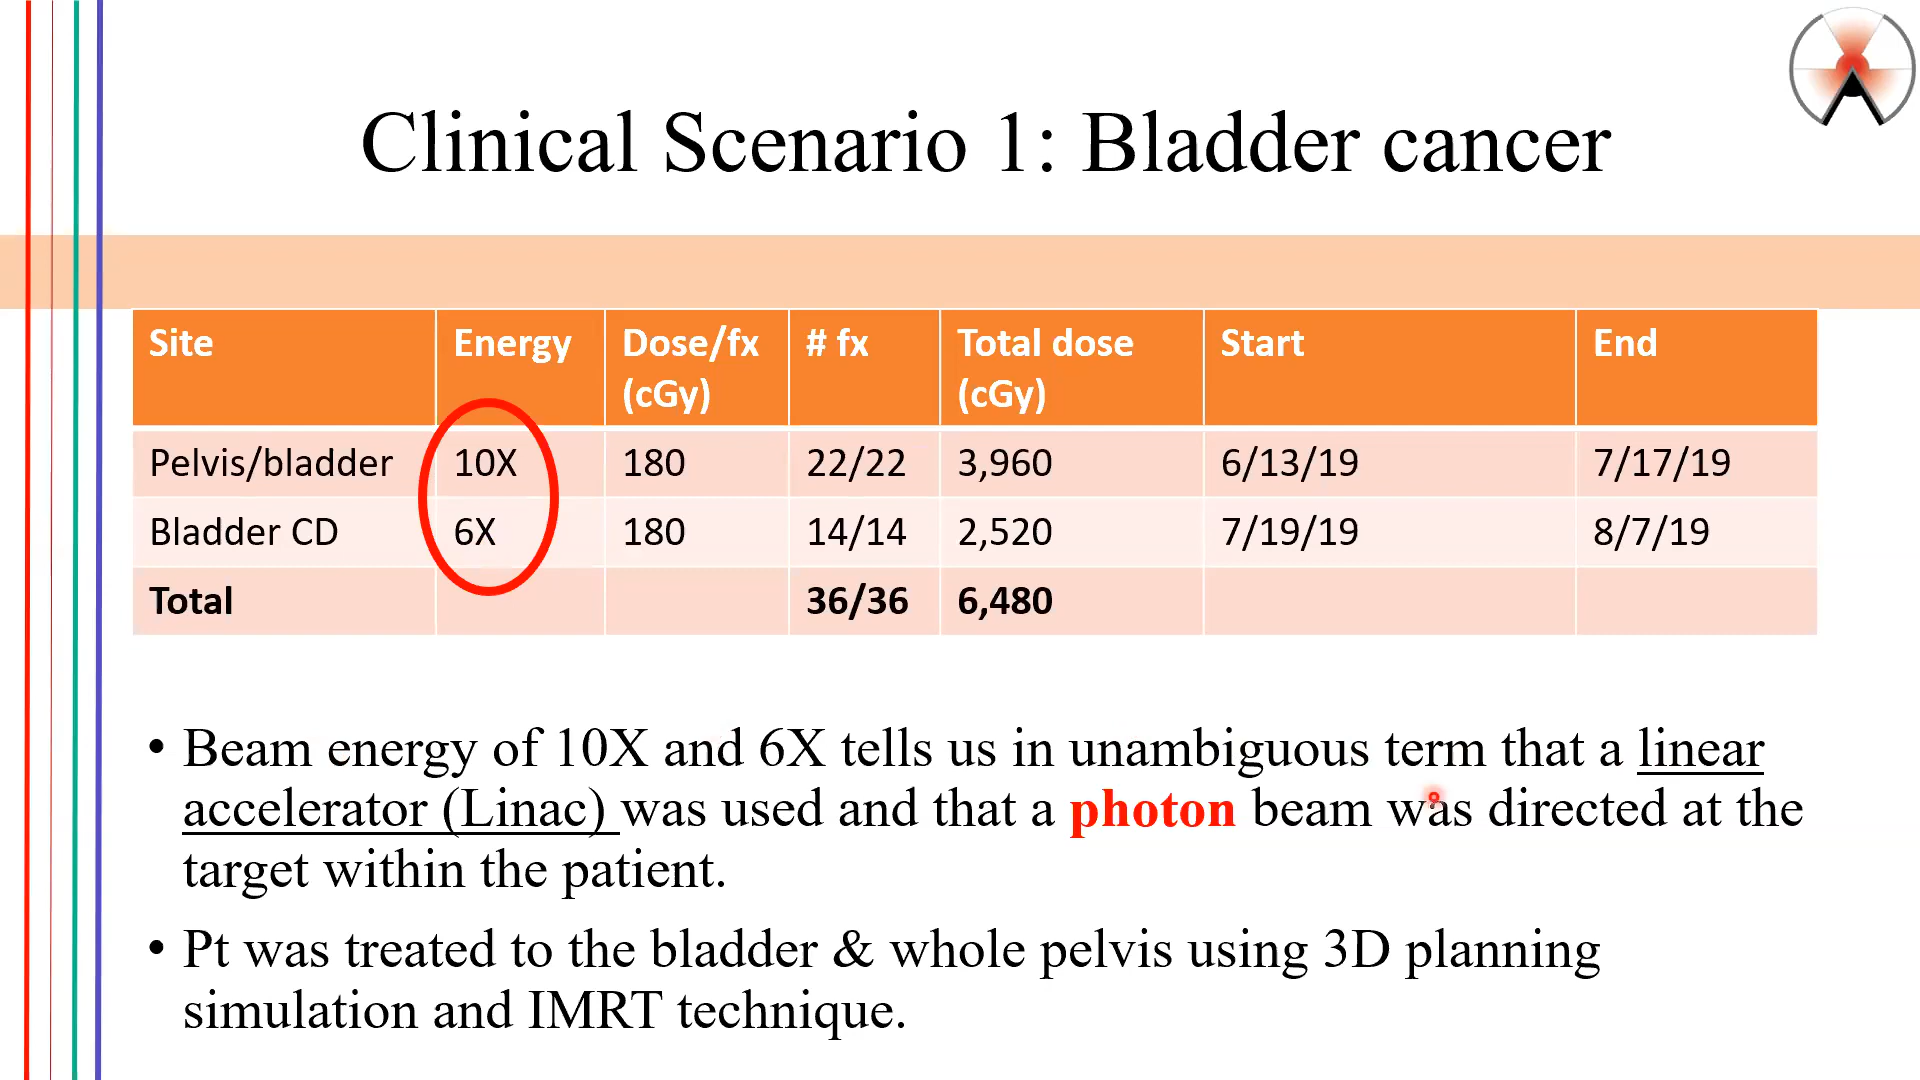 Clinical Scenario 1: Bladder cancer
Site Energy Dose/fx (cGy) # fx Total dose (cGy) Start End
Pelvis/bladder 10X 180 22/22 3,960 6/13/19 7/17/19
Bladder CD 6X 180 14/14 2,520 7/19/19 8/7/19
Total 36/36 6,480
• Beam energy of 10X and 6X tells us in unambiguous term that a linear
accelerator (Linac) was used and that a photon beam was directed at the
target within the patient.
• Pt was treated to the bladder & whole pelvis using 3D planning
simulation and IMRT technique.